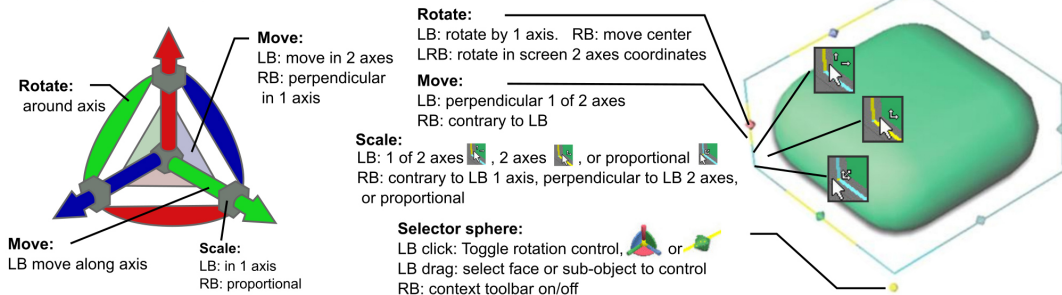 Move:
LB: move in 2 axes
RB: perpendicular
in 1 axis
Rotate:
around axis
Move:
LB move along axis
Scale:
LB: in 1 axis
RB: proportional
Rotate:
LB: rotate by 1 axis. RB: move center
LRB: rotate in screen 2 axes coordinates
Move:
LB: perpendicular 1 of 2 axes
RB: contrary to LB
Scale:
LB: 1 of 2 axes , 2 axes , or proportional
RB: contrary to LB 1 axis, perpendicular to LB 2 axes,
or proportional
Selector sphere:
LB click: Toggle rotation control, or
LB drag: select face or sub-object to control
RB: context toolbar on/off